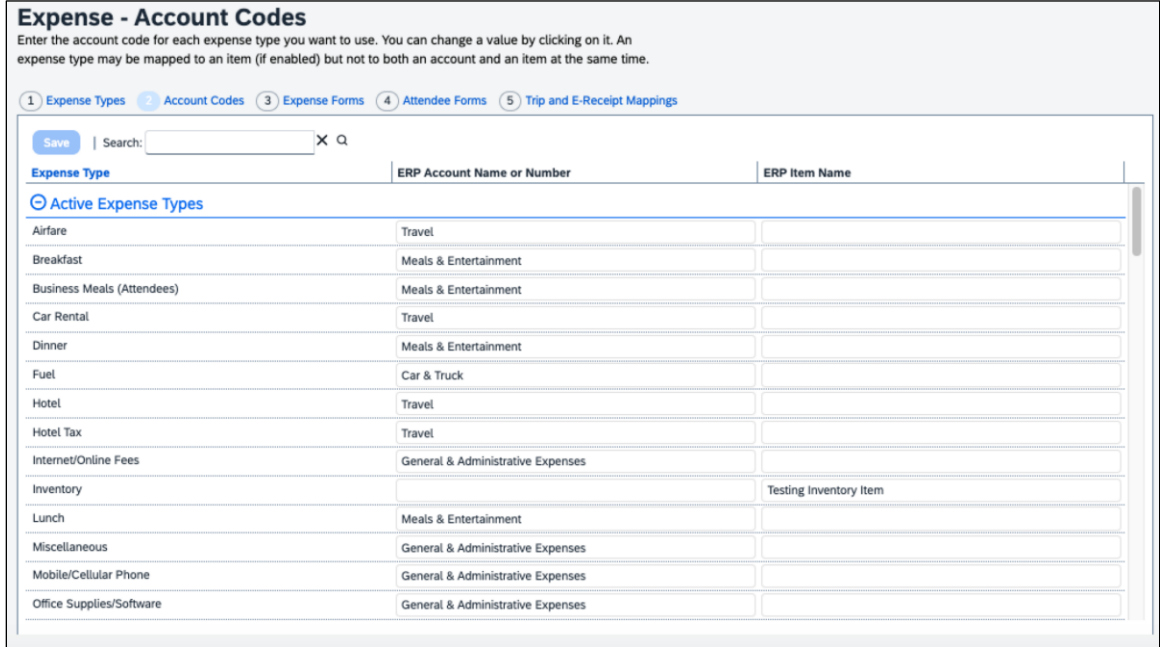 Expense - Account Codes
Enter the account code for each expense type you want to use. You can change a value by clicking on it. An
expense type may be mapped to an item (if enabled) but not to both an account and an item at the same time.
1 Expense Types 2 Account Codes 3 Expense Forms 4 Attendee Forms 5 Trip and E-Receipt Mappings
Save | Search:
Expense Type ERP Account Name or Number ERP Item Name
Active Expense Types
Airfare Travel
Breakfast Meals & Entertainment
Business Meals (Attendees) Meals & Entertainment
Car Rental Travel
Dinner Meals & Entertainment
Fuel Car & Truck
Hotel Travel
Hotel Tax Travel
Internet/Online Fees General & Administrative Expenses
Inventory Testing Inventory Item
Lunch Meals & Entertainment
Miscellaneous General & Administrative Expenses
Mobile/Cellular Phone General & Administrative Expenses
Office Supplies/Software General & Administrative Expenses